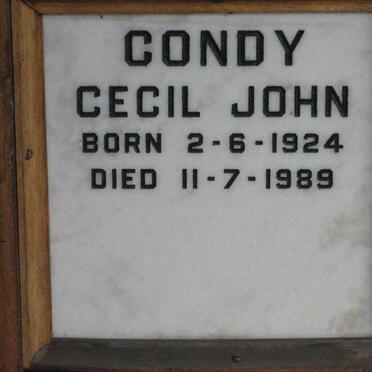 CONDY
CECIL JOHN
BORN 2-6-1924
DIED 11-7-1989